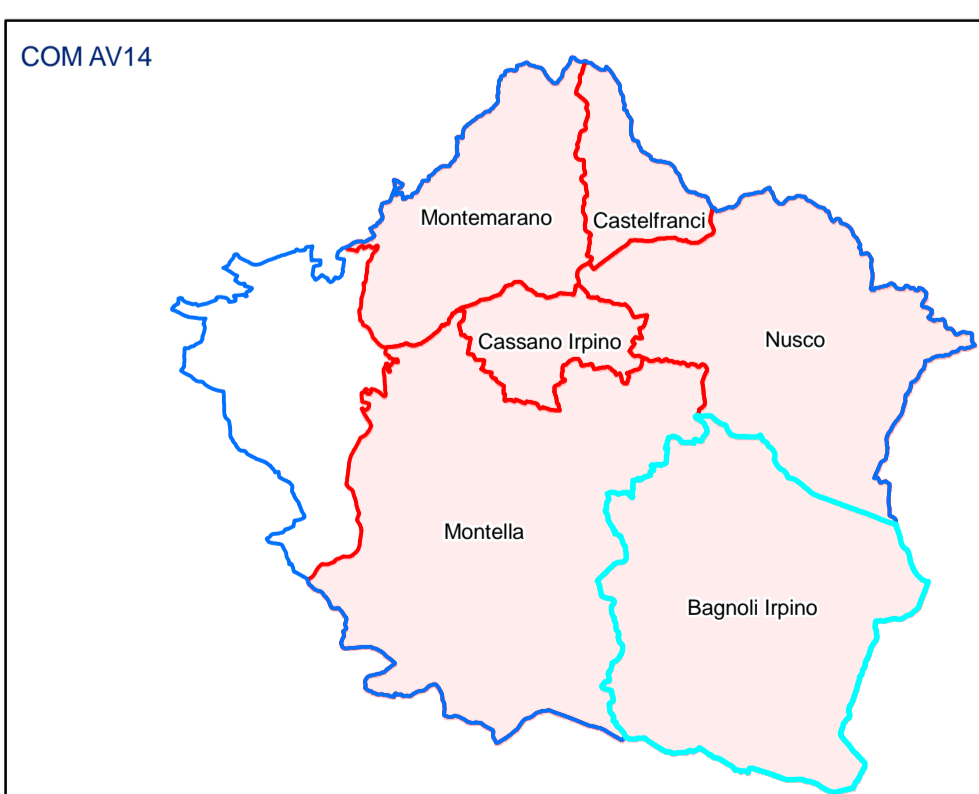 COM AV14
Montemarano
Castelfranci
Cassano Irpino
Nusco
Montella
Bagnoli Irpino